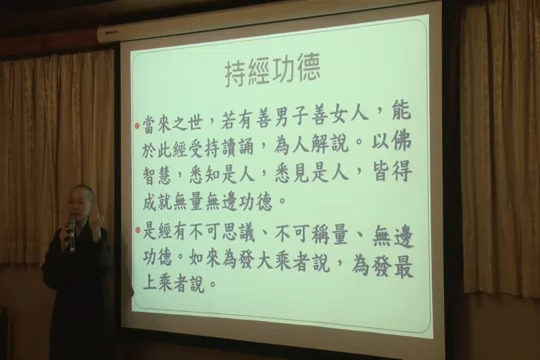 持經功德
當來之世，若有善男子善女人，能
於此經受持讀誦，為人解說。以佛
智慧，悉知是人，悉見是人，皆得
成就無量無邊功德。
是經有不可思議、不可稱量、無邊
功德。如來為發大乘者說，為發最
上乘者說。